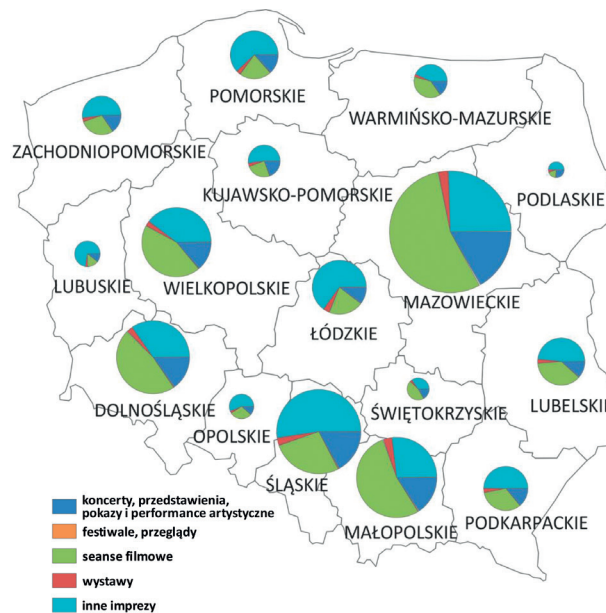 POMORSKIE
WARMIŃSKO-MAZURSKIE
ZACHODNIOPOMORSKIE
KUJAWSKO-POMORSKIE
PODLASKIE
LUBUSKIE
WIELKOPOLSKIE
MAZOWIECKIE
ŁÓDZKIE
DOLNOŚLĄSKIE
OPOLSKIE
ŚWIĘTOKRZYSKIE
LUBELSKIE
ŚLĄSKIE
MAŁOPOLSKIE
PODKARPACKIE
koncerty, przedstawienia,
pokazy i performance artystyczne
festiwale, przeglądy
seanse filmowe
wystawy
inne imprezy